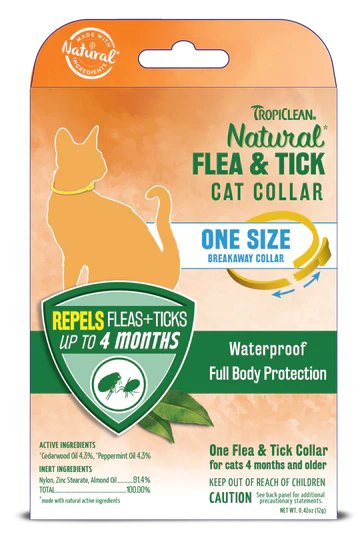 MADE WITH
Natural*
INGREDIENTS
TROPICLEAN®
Natural*
FLEA & TICK
CAT COLLAR
ONE SIZE
BREAKAWAY COLLAR
REPELS FLEAS+TICKS
UP TO 4 MONTHS
Waterproof
Full Body Protection
ACTIVE INGREDIENTS
*Cedarwood Oil 4.3%, *Peppermint Oil 4.3%
INERT INGREDIENTS
Nylon, Zinc Stearate, Almond Oil..........91.4%
TOTAL..........100.00%
*made with natural active ingredients
One Flea & Tick Collar
for cats 4 months and older
KEEP OUT OF REACH OF CHILDREN
CAUTION See back panel for additional
precautionary statements.
NET WT. 0.42oz (12g)